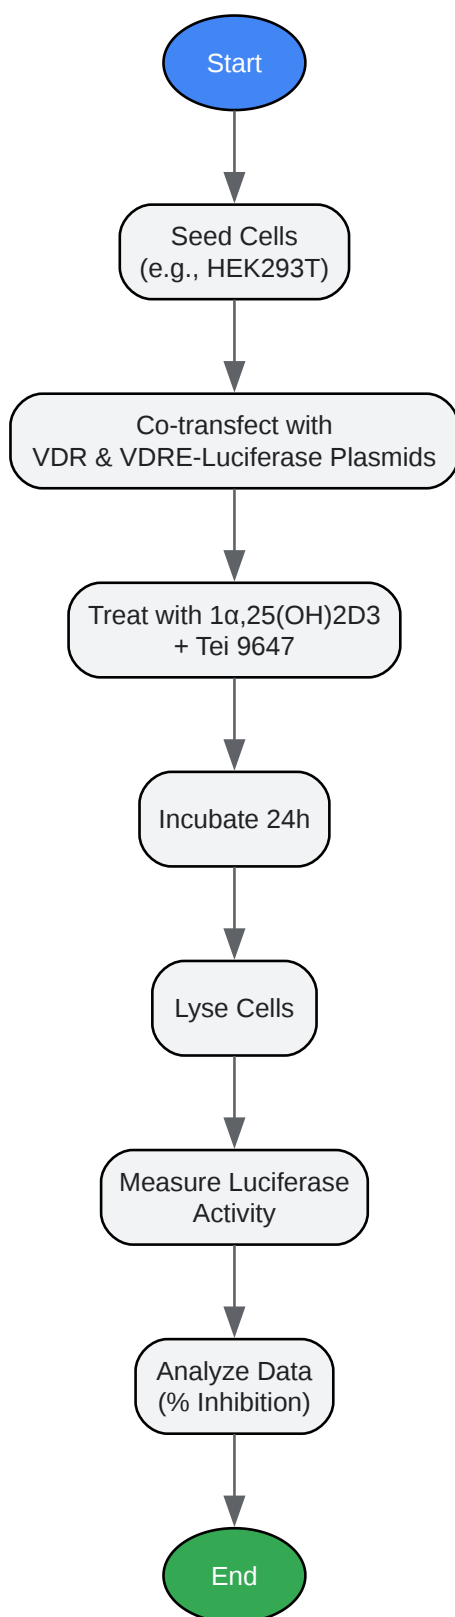 Start
Seed Cells
(e.g., HEK293T)
Co-transfect with
VDR & VDRE-Luciferase Plasmids
Treat with 1α,25(OH)2D3
+ Tei 9647
Incubate 24h
Lyse Cells
Measure Luciferase
Activity
Analyze Data
(% Inhibition)
End